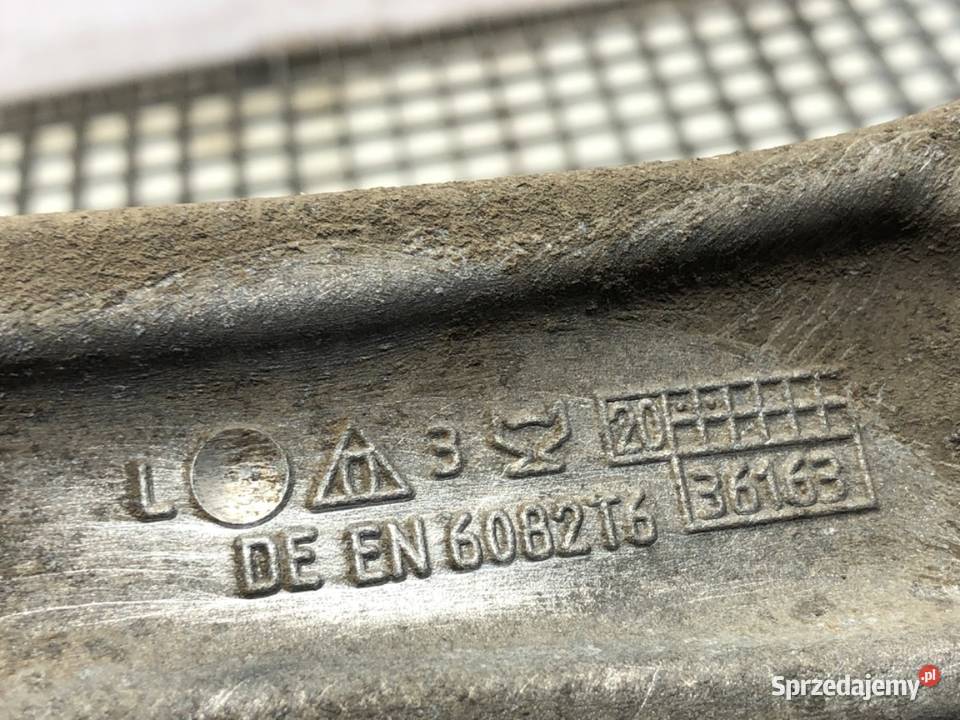 L 3 20
DE EN 6082T6 36163
Sprzedajemy.pl